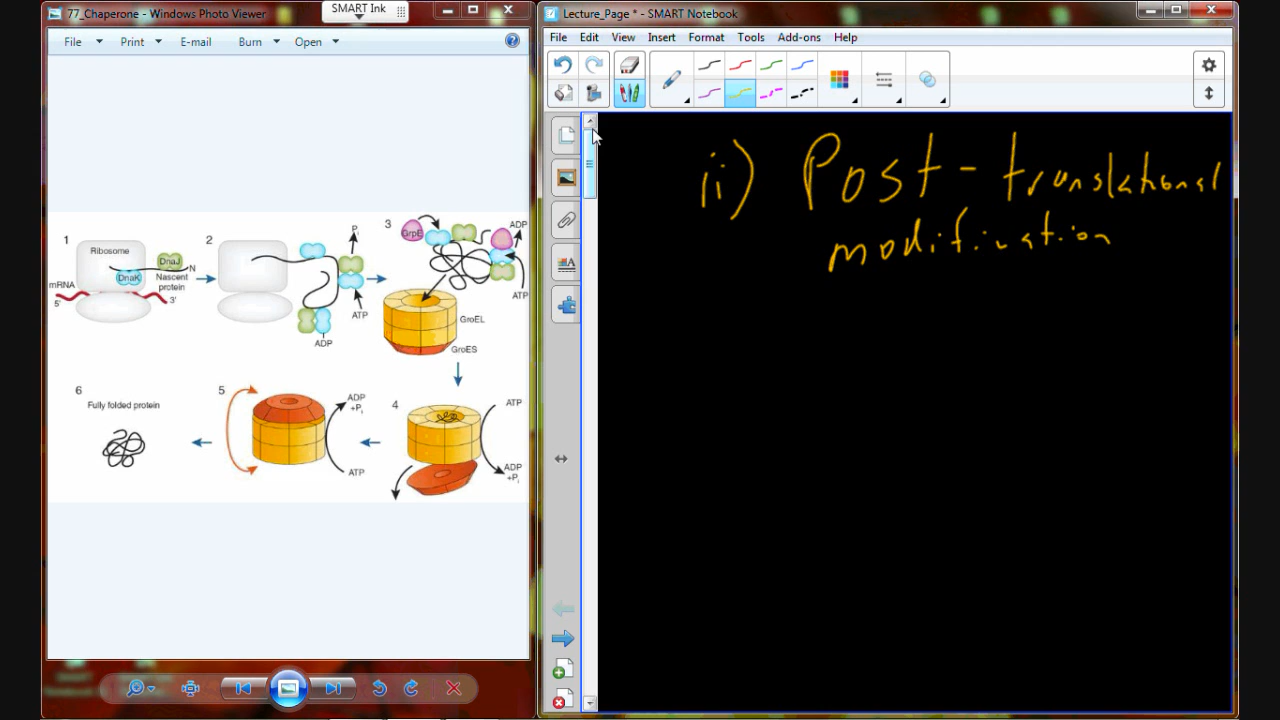 77_Chaperone - Windows Photo Viewer
SMART Ink
File Print E-mail Burn Open
Lecture_Page * - SMART Notebook
File Edit View Insert Format Tools Add-ons Help
ii) Post-translational
modification
1
Ribosome
DnaJ
DnaK
N
Nascent
protein
mRNA
5'
3'
2
Pi
ATP
ADP
3
GrpE
ADP
ATP
GroEL
GroES
4
ATP
ADP
+Pi
5
ADP
+Pi
ATP
6
Fully folded protein